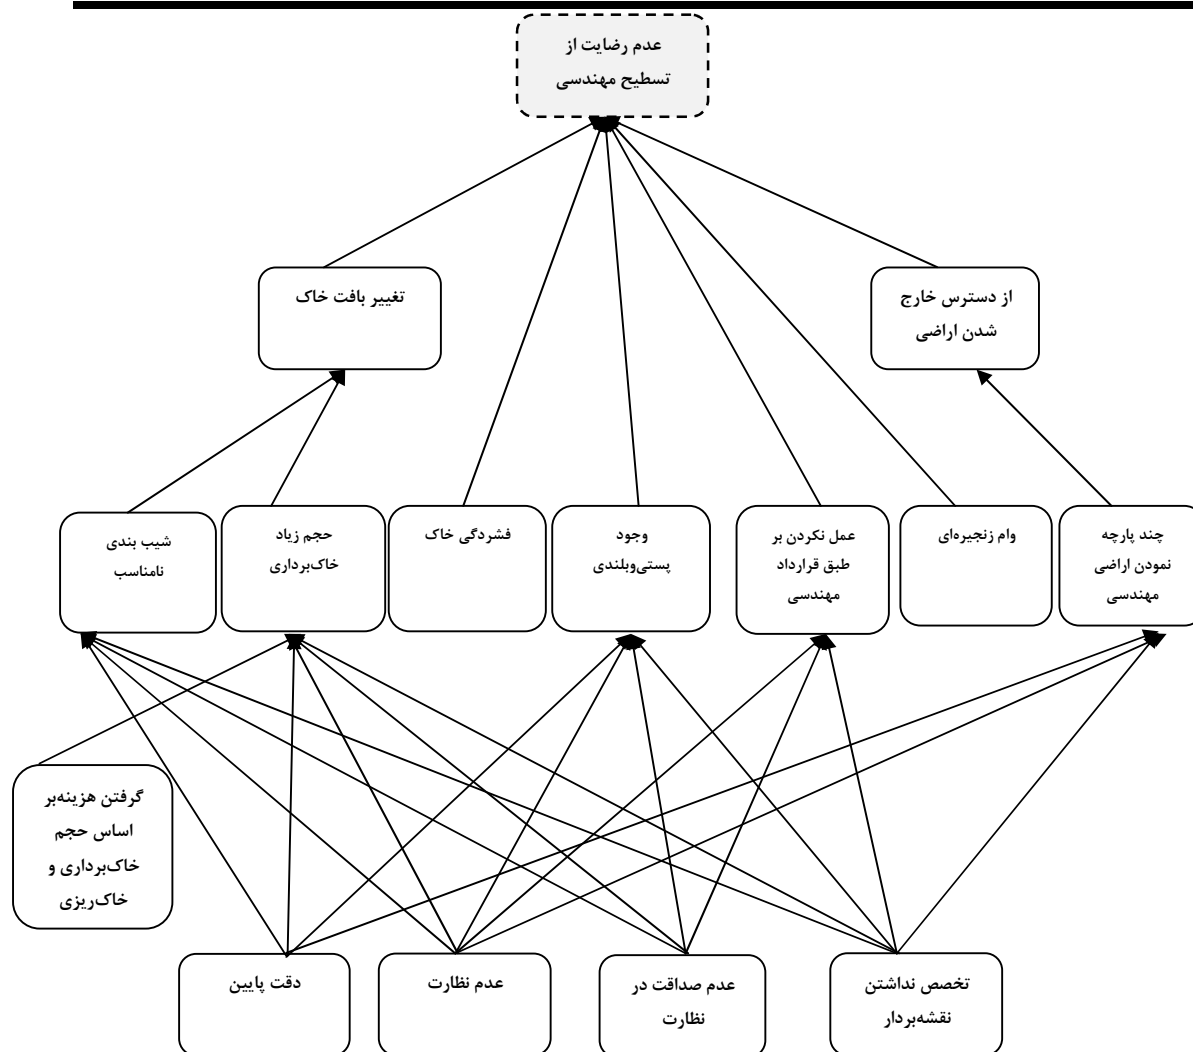 عدم رضایت از
تسطیح مهندسی
از دسترس خارج
شدن اراضی
تغییر بافت خاک
چند پارچه
نمودن اراضی
مهندسی
وام زنجیره‌ای
عمل نکردن بر
طبق قرارداد
مهندسی
وجود
پستی‌وبلندی
فشردگی خاک
حجم زیاد
خاک‌برداری
شیب بندی
نامناسب
گرفتن هزینه‌بر
اساس حجم
خاک‌برداری و
خاک‌ریزی
تخصص نداشتن
نقشه‌بردار
عدم صداقت در
نظارت
عدم نظارت
دقت پایین